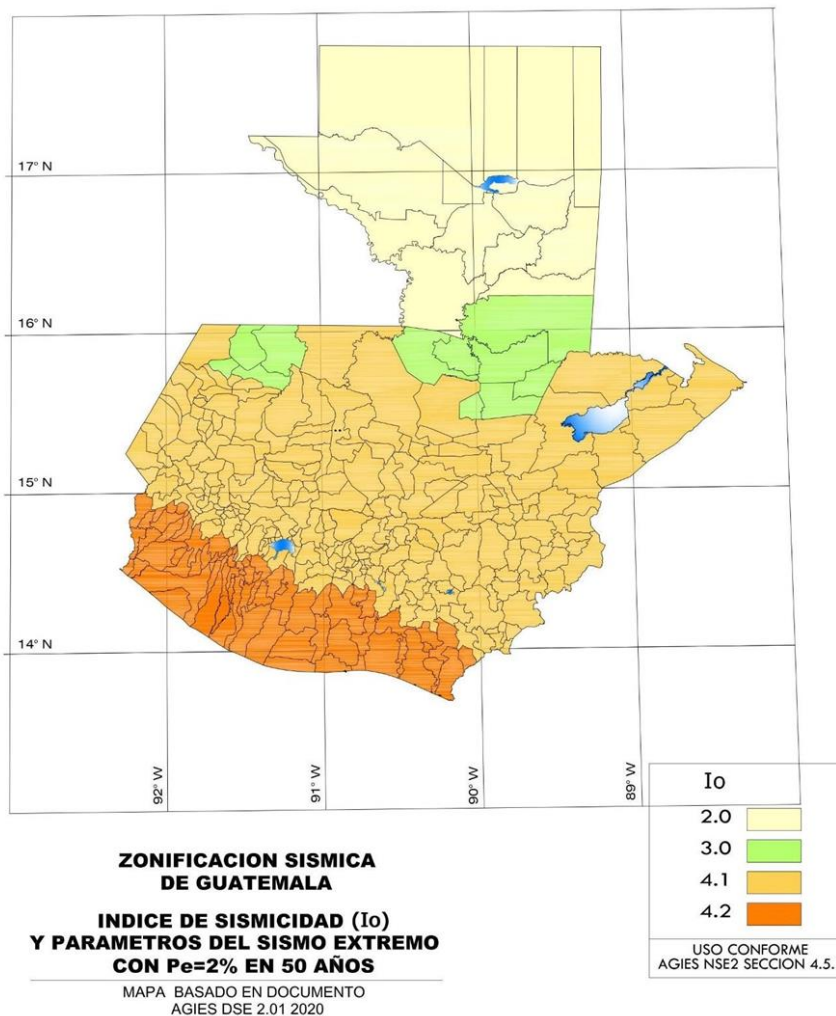 17° N
16° N
15° N
14° N
92° W
91° W
90° W
89° W
Io
2.0
3.0
4.1
4.2
USO CONFORME
AGIES NSE2 SECCION 4.5.
ZONIFICACION SISMICA
DE GUATEMALA
INDICE DE SISMICIDAD (Io)
Y PARAMETROS DEL SISMO EXTREMO
CON Pe=2% EN 50 AÑOS
MAPA BASADO EN DOCUMENTO
AGIES DSE 2.01 2020